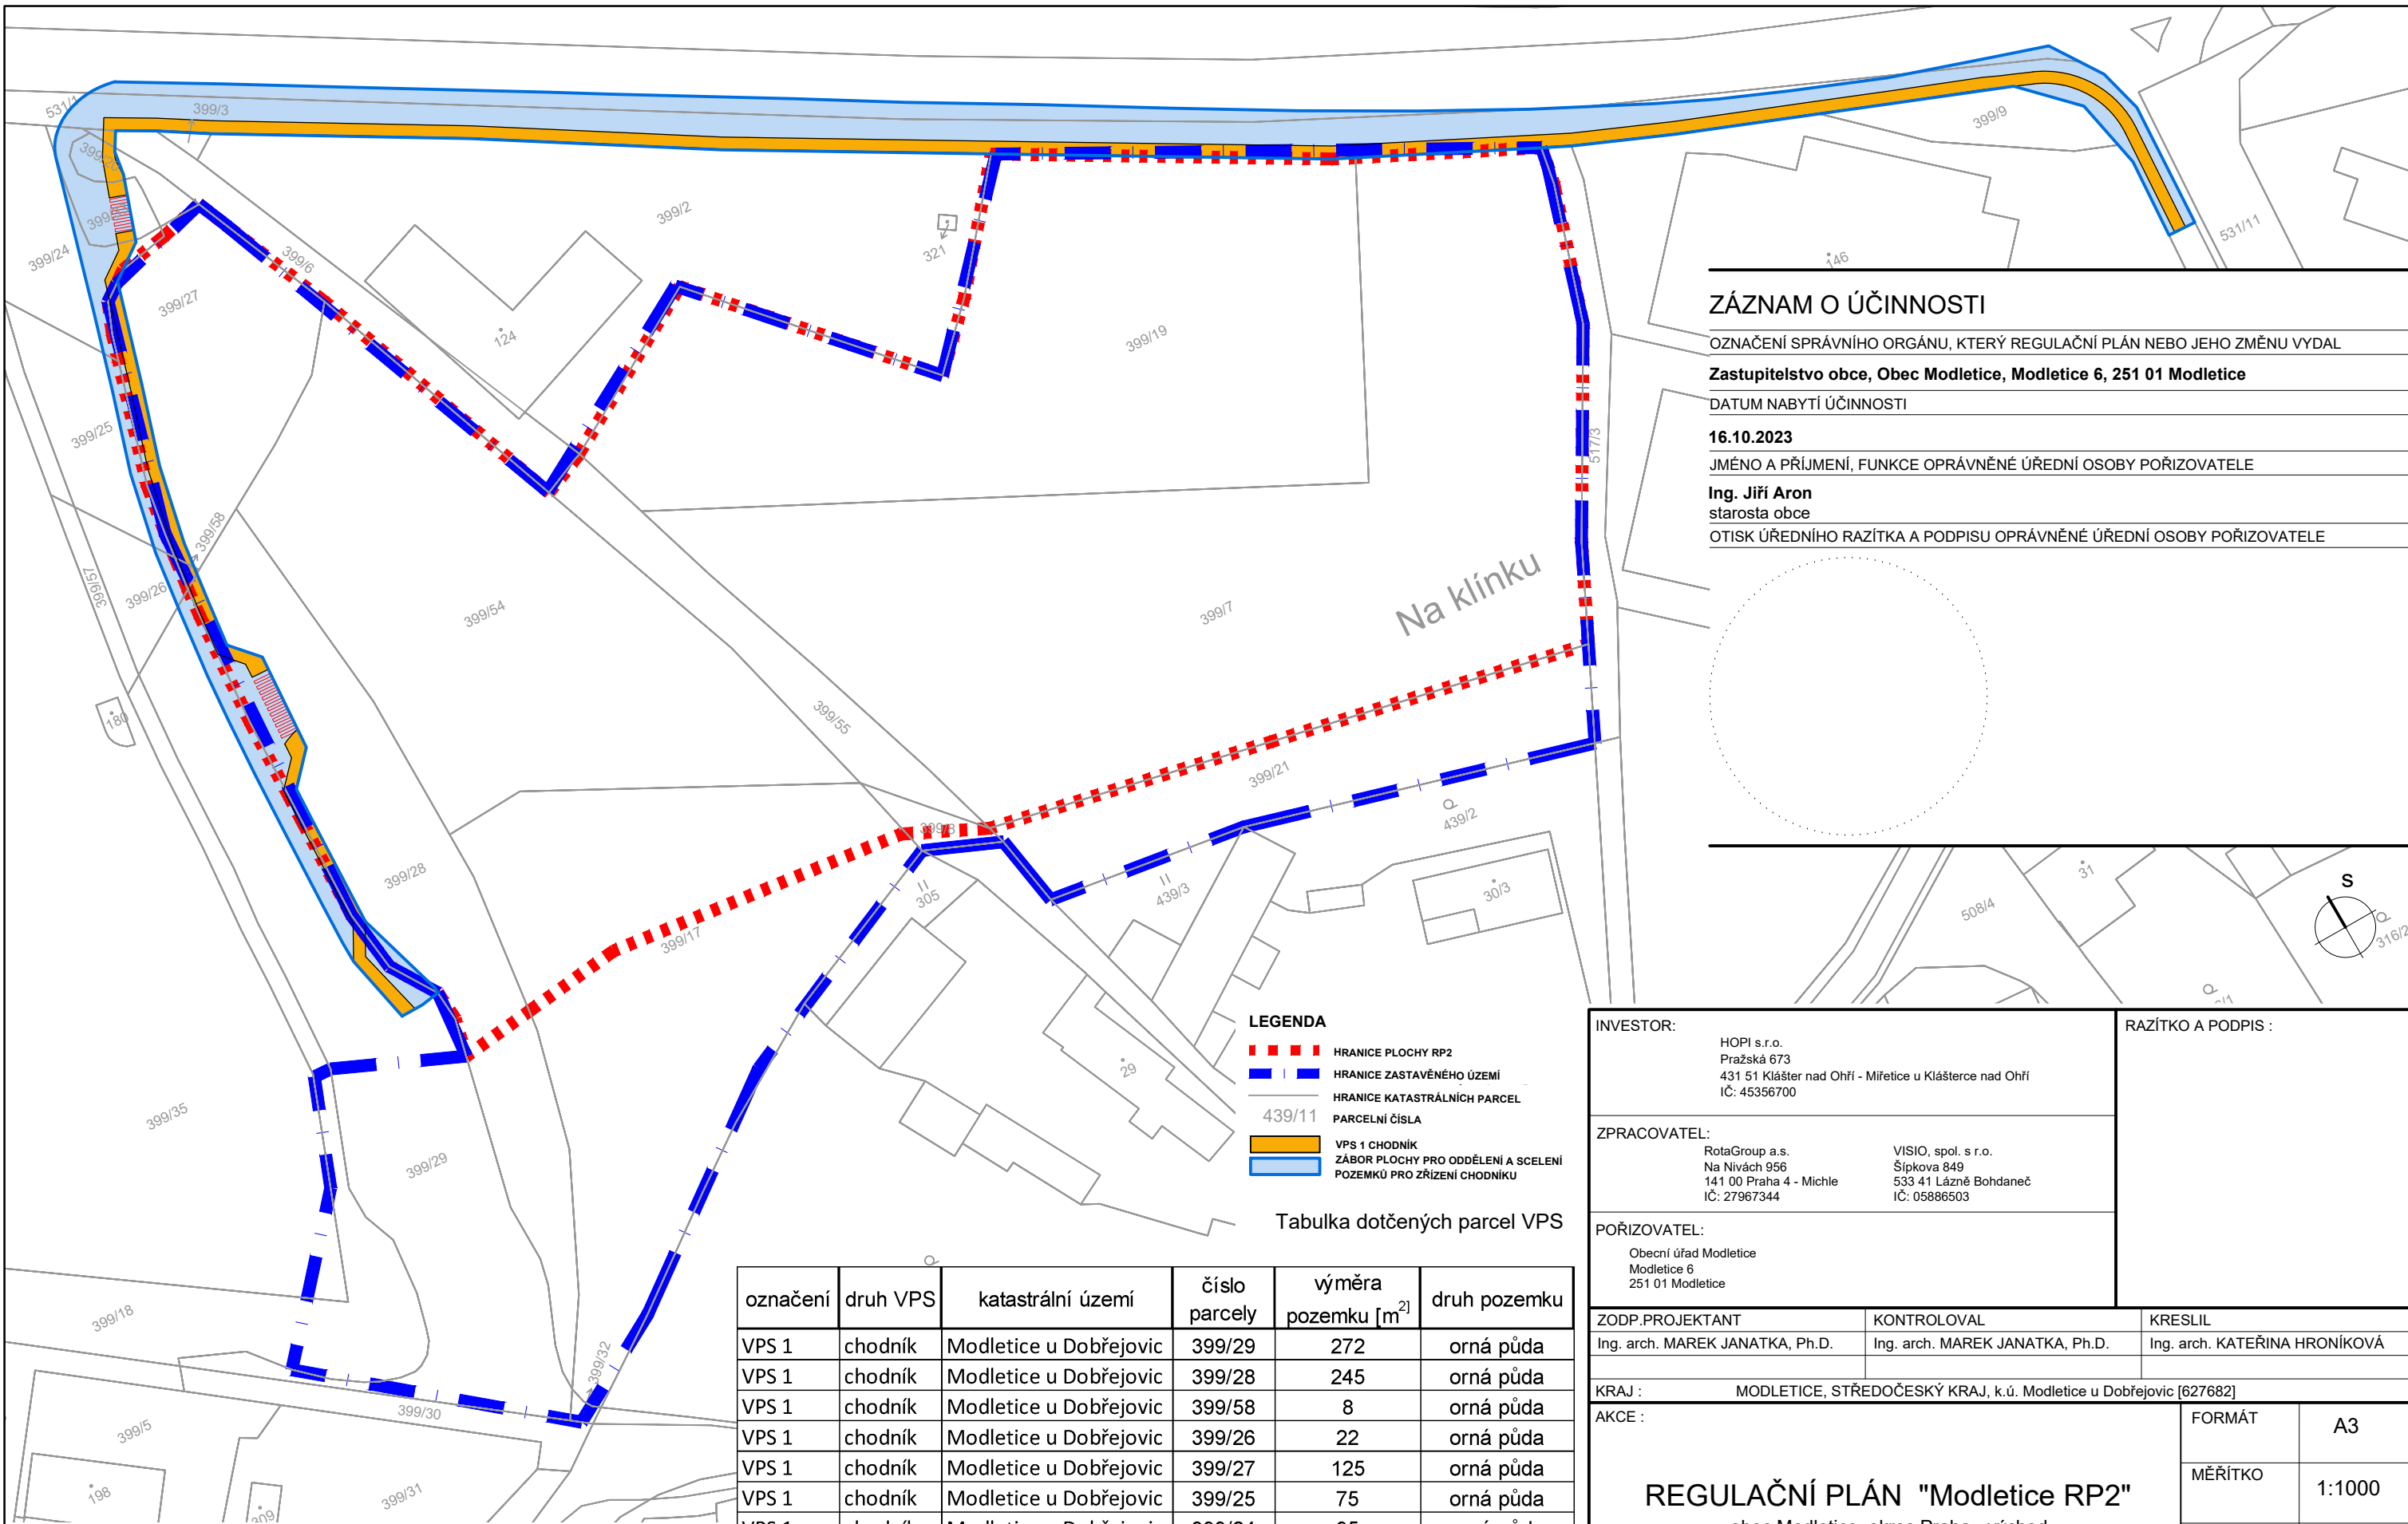 531/1
399/3
399/24
399/27
399/6
399/2
321
124
399/19
399/9
146
531/11
399/25
399/58
399/57
399/26
399/54
399/7
Na klínku
517/3
180
399/55
399/21
399/8
439/2
399/28
399/17
305
439/3
30/3
31
508/4
S
316/2
29
399/35
399/29
399/18
399/32
399/30
399/5
198
309
399/31
ZÁZNAM O ÚČINNOSTI
OZNAČENÍ SPRÁVNÍHO ORGÁNU, KTERÝ REGULAČNÍ PLÁN NEBO JEHO ZMĚNU VYDAL
Zastupitelstvo obce, Obec Modletice, Modletice 6, 251 01 Modletice
DATUM NABYTÍ ÚČINNOSTI
16.10.2023
JMÉNO A PŘÍJMENÍ, FUNKCE OPRÁVNĚNÉ ÚŘEDNÍ OSOBY POŘIZOVATELE
Ing. Jiří Aron
starosta obce
OTISK ÚŘEDNÍHO RAZÍTKA A PODPISU OPRÁVNĚNÉ ÚŘEDNÍ OSOBY POŘIZOVATELE
LEGENDA
HRANICE PLOCHY RP2
HRANICE ZASTAVĚNÉHO ÚZEMÍ
HRANICE KATASTRÁLNÍCH PARCEL
439/11 PARCELNÍ ČÍSLA
VPS 1 CHODNÍK
ZÁBOR PLOCHY PRO ODDĚLENÍ A SCELENÍ
POZEMKŮ PRO ZŘÍZENÍ CHODNÍKU
Tabulka dotčených parcel VPS
označení druh VPS katastrální území číslo parcely výměra pozemku [m²] druh pozemku
VPS 1 chodník Modletice u Dobřejovic 399/29 272 orná půda
VPS 1 chodník Modletice u Dobřejovic 399/28 245 orná půda
VPS 1 chodník Modletice u Dobřejovic 399/58 8 orná půda
VPS 1 chodník Modletice u Dobřejovic 399/26 22 orná půda
VPS 1 chodník Modletice u Dobřejovic 399/27 125 orná půda
VPS 1 chodník Modletice u Dobřejovic 399/25 75 orná půda
INVESTOR:
HOPI s.r.o.
Pražská 673
431 51 Klášter nad Ohří - Miřetice u Klášterce nad Ohří
IČ: 45356700
RAZÍTKO A PODPIS :
ZPRACOVATEL:
RotaGroup a.s.
Na Nivách 956
141 00 Praha 4 - Michle
IČ: 27967344
VISIO, spol. s r.o.
Šípkova 849
533 41 Lázně Bohdaneč
IČ: 05886503
POŘIZOVATEL:
Obecní úřad Modletice
Modletice 6
251 01 Modletice
ZODP.PROJEKTANT KONTROLOVAL KRESLIL
Ing. arch. MAREK JANATKA, Ph.D. Ing. arch. MAREK JANATKA, Ph.D. Ing. arch. KATEŘINA HRONÍKOVÁ
KRAJ : MODLETICE, STŘEDOČESKÝ KRAJ, k.ú. Modletice u Dobřejovic [627682]
AKCE :
FORMÁT A3
MĚŘÍTKO 1:1000
REGULAČNÍ PLÁN "Modletice RP2"